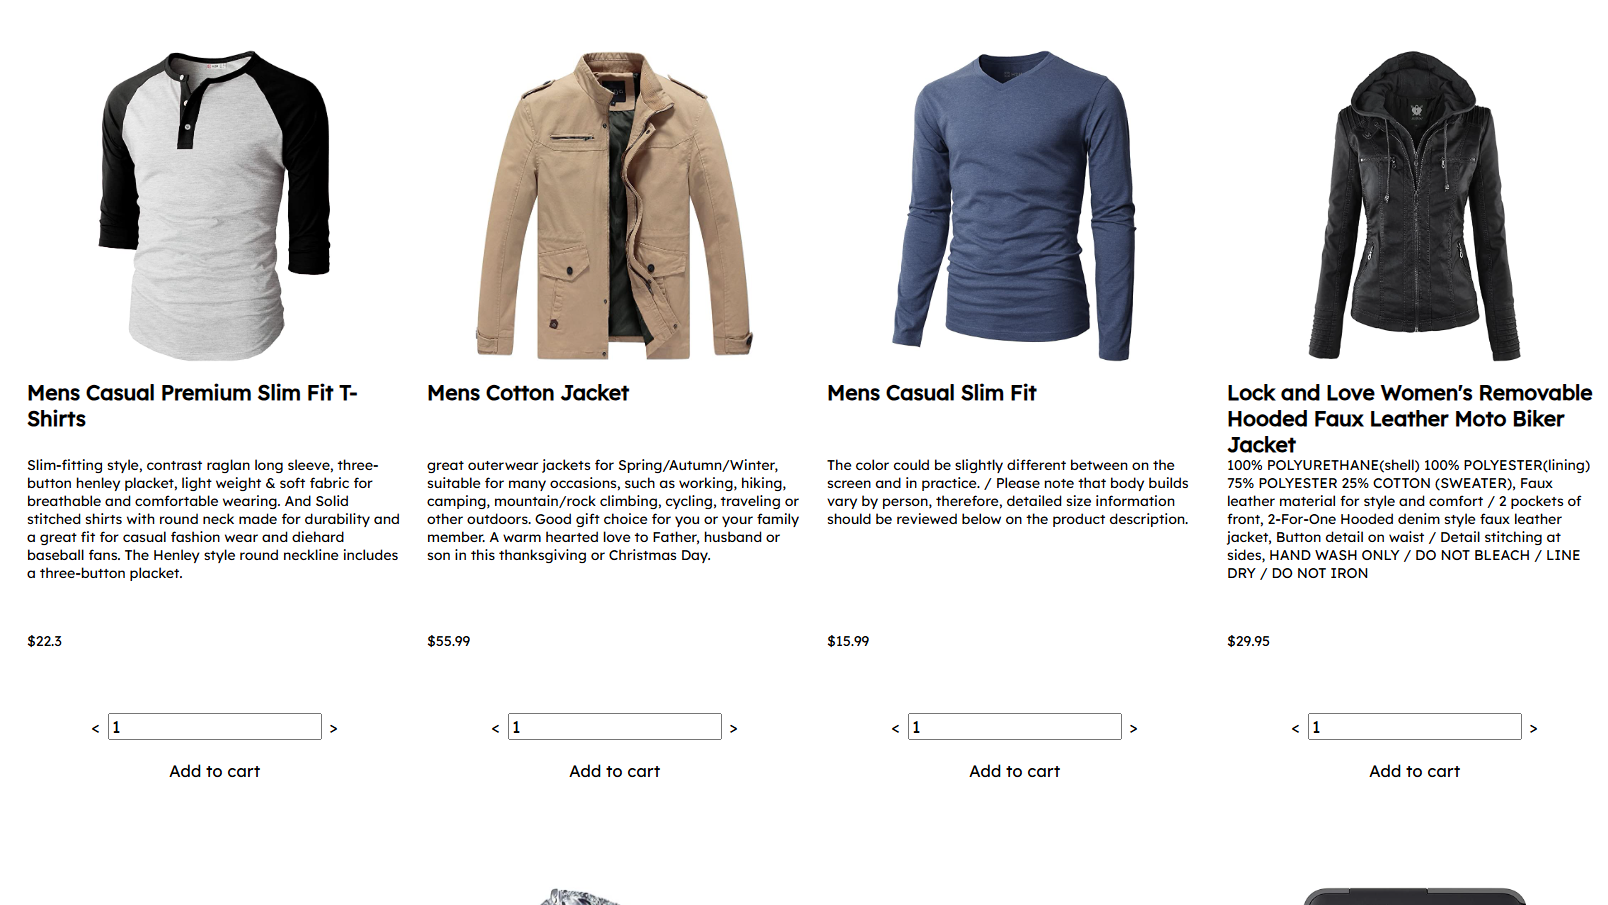 Mens Casual Premium Slim Fit T-
Shirts
Slim-fitting style, contrast raglan long sleeve, three-
button henley placket, light weight & soft fabric for
breathable and comfortable wearing. And Solid
stitched shirts with round neck made for durability and
a great fit for casual fashion wear and diehard
baseball fans. The Henley style round neckline includes
a three-button placket.
$22.3
< 1 >
Add to cart
Mens Cotton Jacket
great outerwear jackets for Spring/Autumn/Winter,
suitable for many occasions, such as working, hiking,
camping, mountain/rock climbing, cycling, traveling or
other outdoors. Good gift choice for you or your family
member. A warm hearted love to Father, husband or
son in this thanksgiving or Christmas Day.
$55.99
< 1 >
Add to cart
Mens Casual Slim Fit
The color could be slightly different between on the
screen and in practice. / Please note that body builds
vary by person, therefore, detailed size information
should be reviewed below on the product description.
$15.99
< 1 >
Add to cart
Lock and Love Women's Removable
Hooded Faux Leather Moto Biker
Jacket
100% POLYURETHANE(shell) 100% POLYESTER(lining)
75% POLYESTER 25% COTTON (SWEATER), Faux
leather material for style and comfort / 2 pockets of
front, 2-For-One Hooded denim style faux leather
jacket, Button detail on waist / Detail stitching at
sides, HAND WASH ONLY / DO NOT BLEACH / LINE
DRY / DO NOT IRON
$29.95
< 1 >
Add to cart